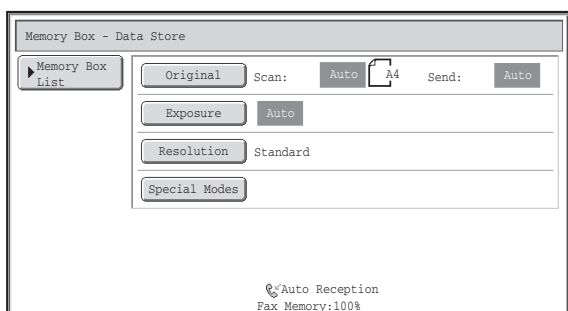 Memory Box - Data Store
Memory Box
List
Original Scan: Auto A4 Send: Auto
Exposure Auto
Resolution Standard
Special Modes
Auto Reception
Fax Memory:100%